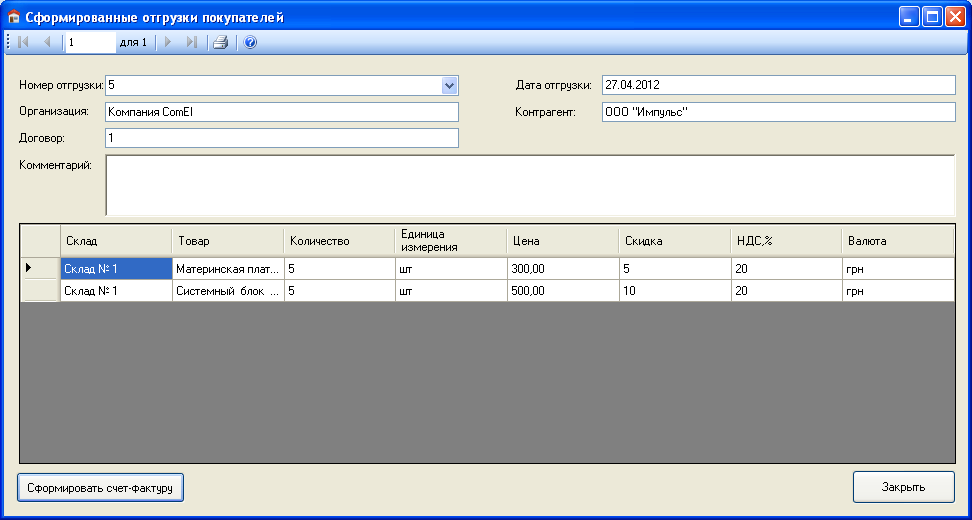 Сформированные отгрузки покупателей
1 для 1
Номер отгрузки: 5 Дата отгрузки: 27.04.2012
Организация: Компания ComEl Контрагент: ООО "Импульс"
Договор: 1
Комментарий:
Склад Товар Количество Единица измерения Цена Скидка НДС,% Валюта
Склад № 1 Материнская плат... 5 шт 300,00 5 20 грн
Склад № 1 Системный блок ... 5 шт 500,00 10 20 грн
Сформировать счет-фактуру Закрыть